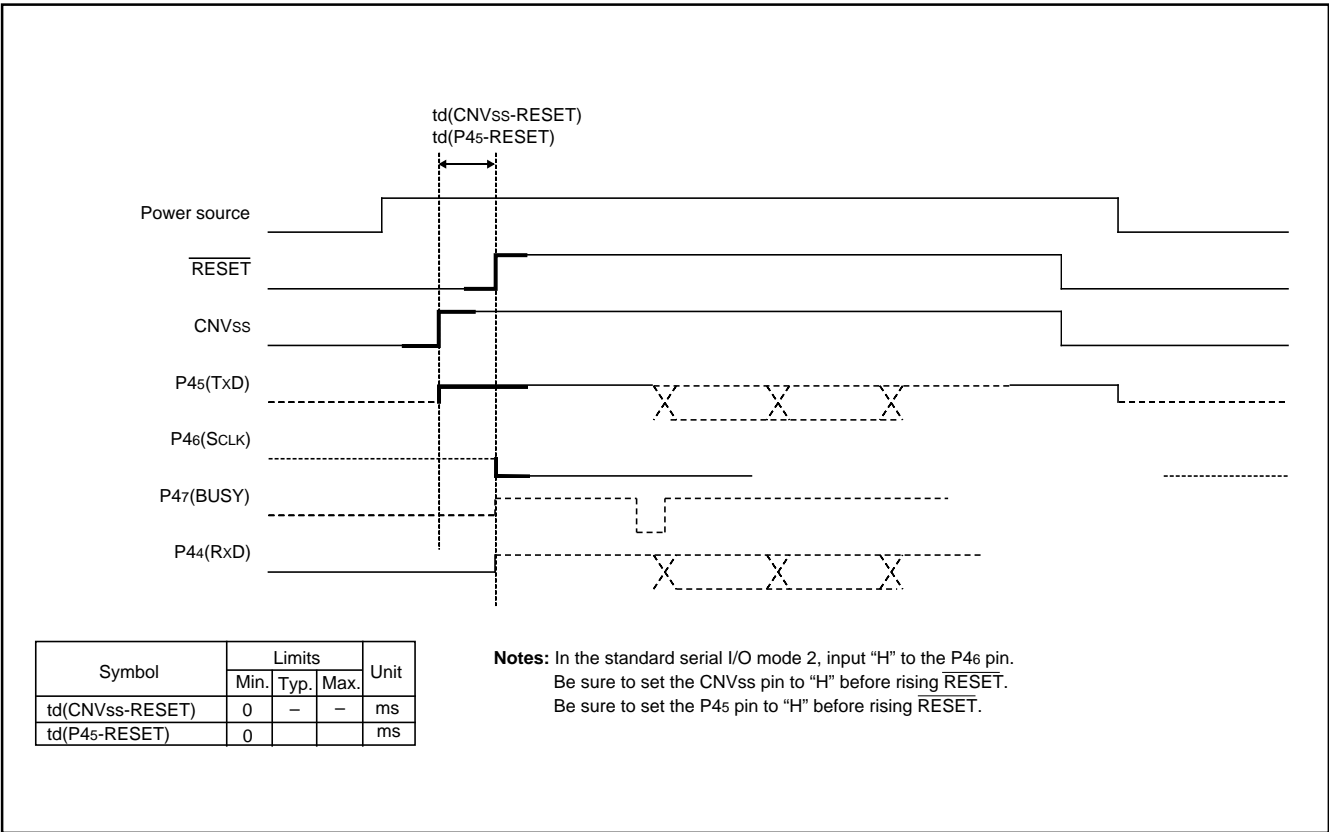 td(CNVss-RESET)
td(P45-RESET)
Power source
RESET
CNVss
P45(TxD)
P46(SCLK)
P47(BUSY)
P44(RxD)
Symbol Limits Unit
Min. Typ. Max.
td(CNVss-RESET) 0 – – ms
td(P45-RESET) 0 ms
Notes: In the standard serial I/O mode 2, input “H” to the P46 pin.
Be sure to set the CNVss pin to “H” before rising RESET.
Be sure to set the P45 pin to “H” before rising RESET.